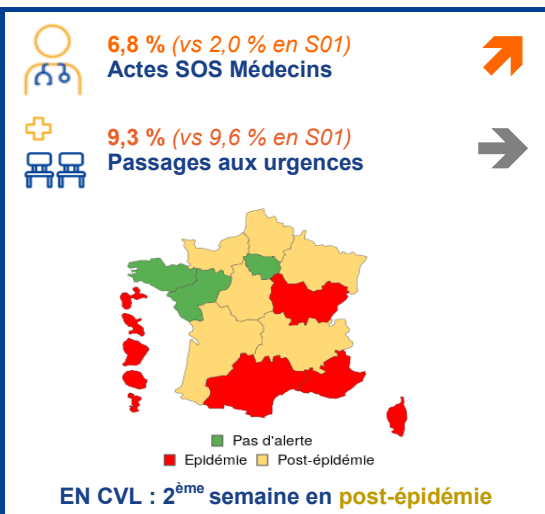 6,8 % (vs 2,0 % en S01)
Actes SOS Médecins
9,3 % (vs 9,6 % en S01)
Passages aux urgences
Pas d'alerte
Epidémie Post-épidémie
EN CVL : 2ème semaine en post-épidémie